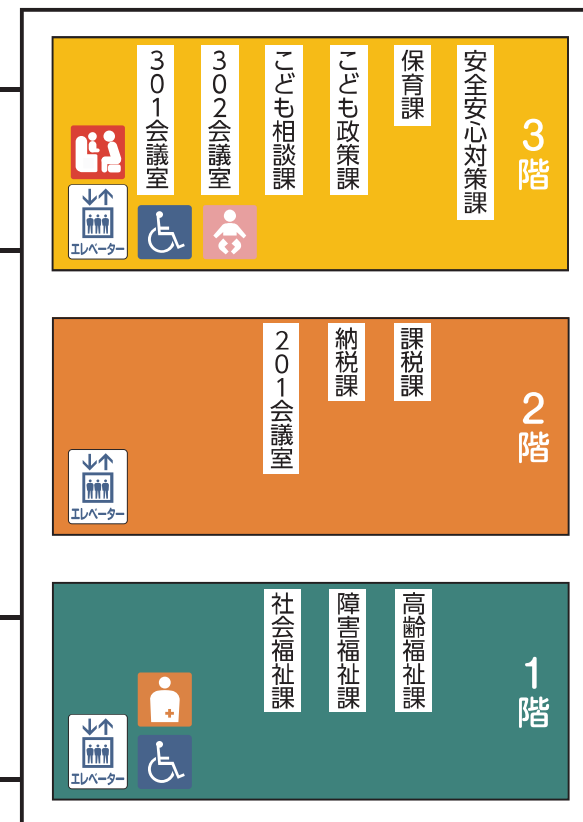 3階
安全安心対策課
保育課
こども政策課
こども相談課
302会議室
301会議室
エレベーター
2階
課税課
納税課
201会議室
エレベーター
1階
高齢福祉課
障害福祉課
社会福祉課
エレベーター